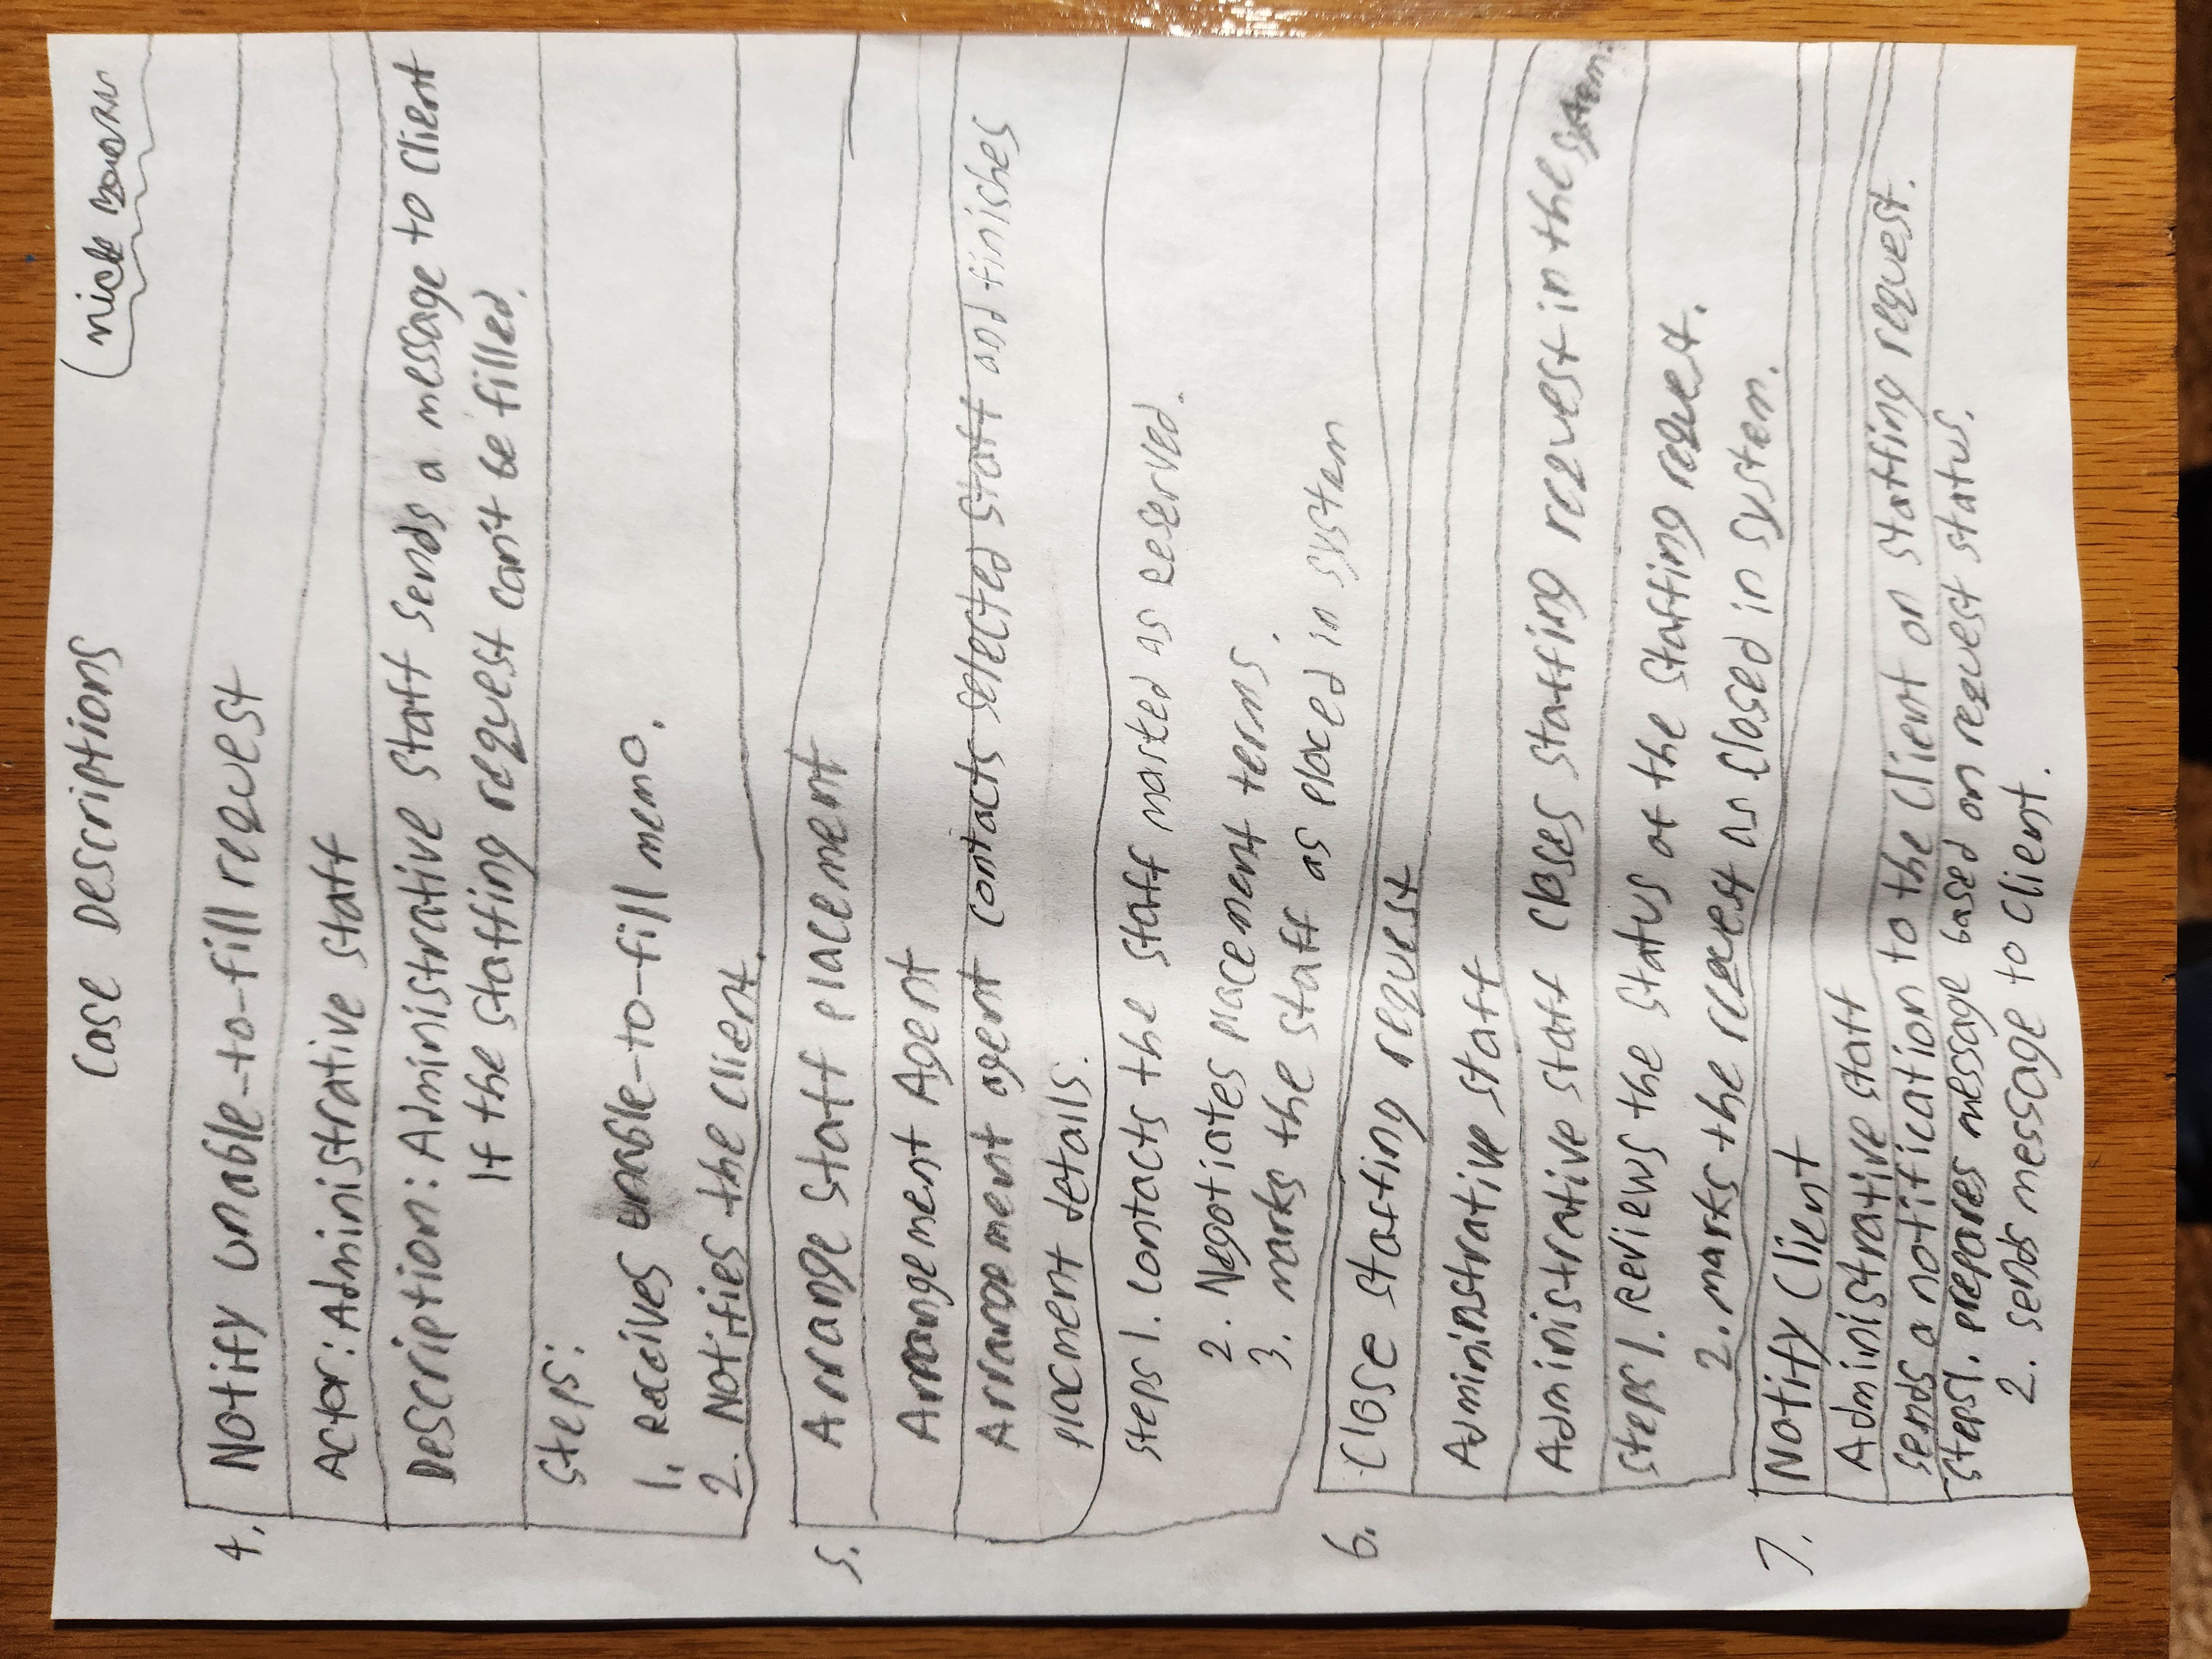 Case Descriptions
(nick
4. Notify Unable-to-fill request
Actor: Administrative staff
Description: Administrative staff sends a message to client
If the staffing request can't be filled.
Steps:
1. Receives unable-to-fill memo.
2. Notifies the client.
5. Arrange staff placement
Arrangement Agent
Arrangement agent contacts selected staff and finishes
placment details.
Steps 1. contacts the staff marked as reserved.
2. Negotiates placement terms.
3. marks the staff as placed in system
6. Close staffing request
Administrative staff
Administrative staff closes staffing request in the system.
Steps 1. Reviews the status of the staffing request.
2. marks the request as closed in system.
7. Notify Client
Administrative staff
sends a notification to the client on staffing request.
Steps 1. prepares message based on request status.
2. sends message to client.